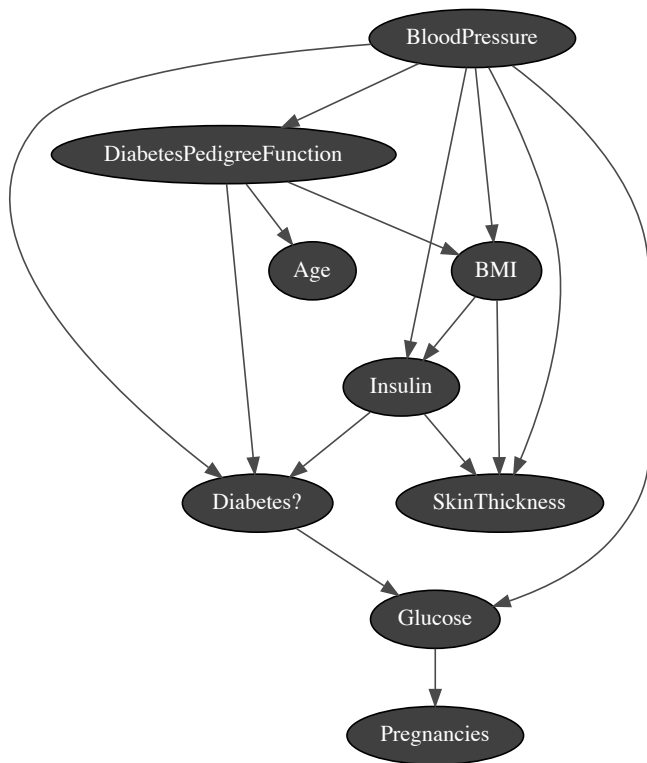 BloodPressure
DiabetesPedigreeFunction
Age
BMI
Insulin
Diabetes?
SkinThickness
Glucose
Pregnancies